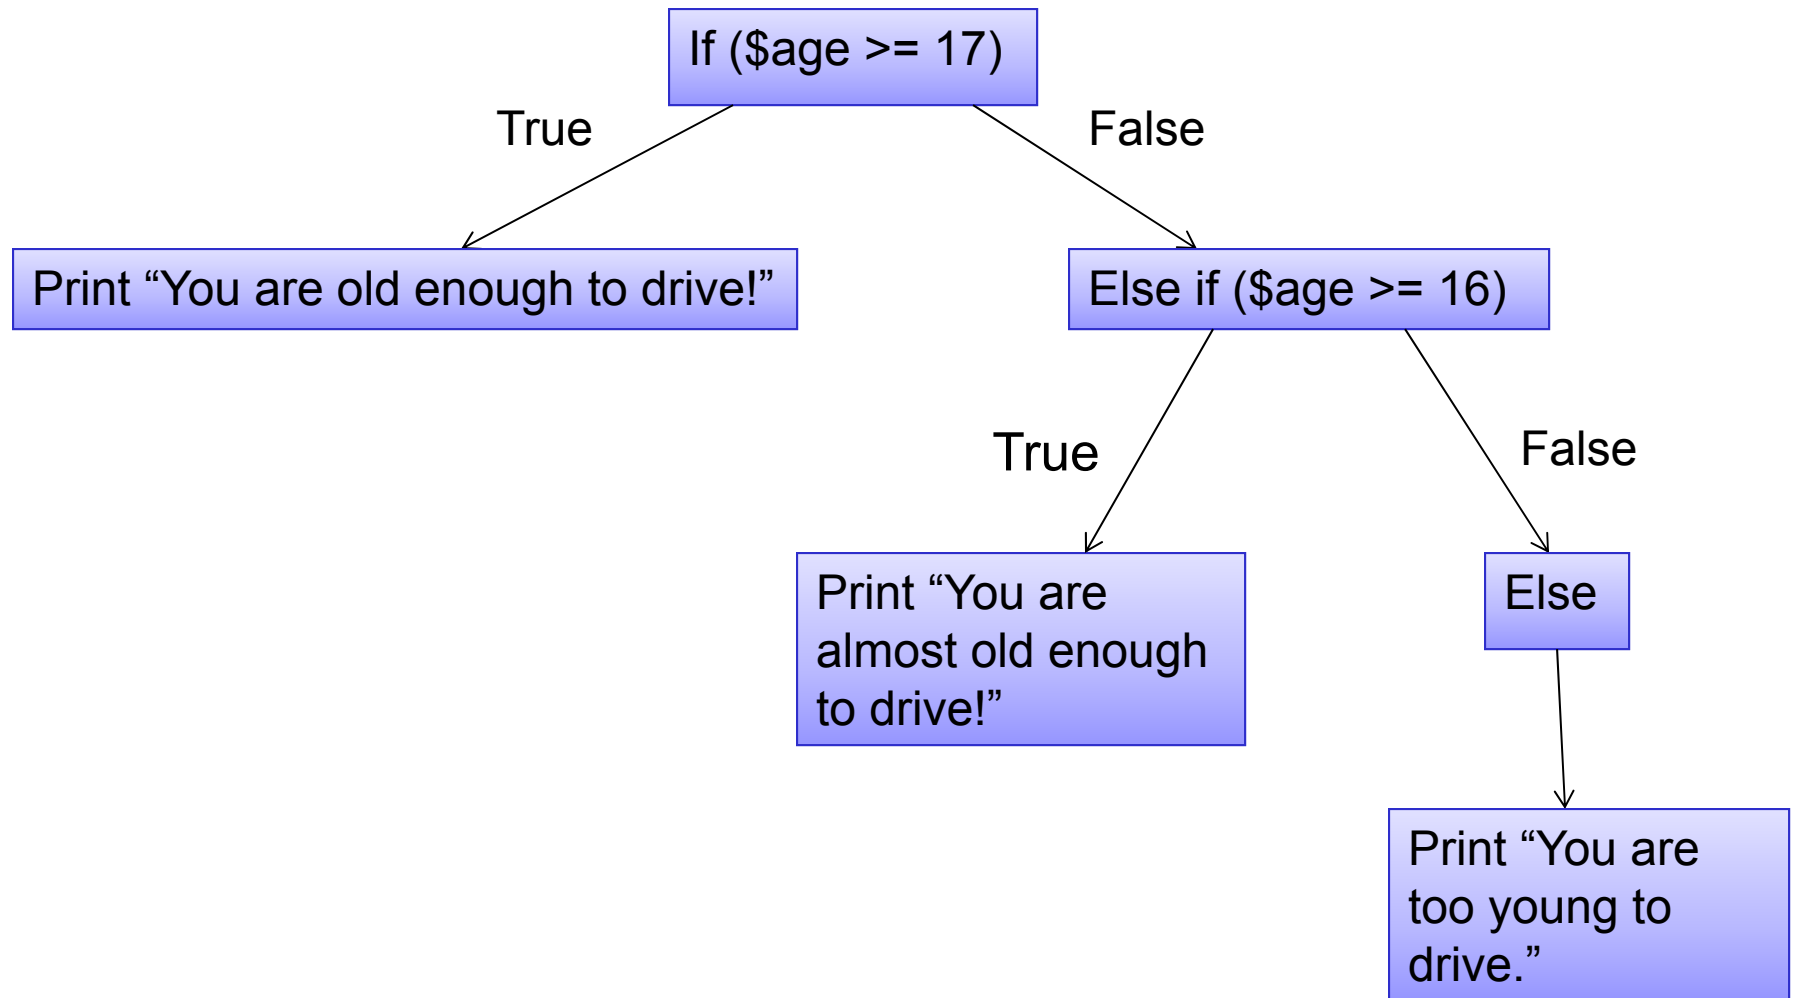 If ($age >= 17)
True
False
Print “You are old enough to drive!”
Else if ($age >= 16)
True
False
Print “You are
almost old enough
to drive!”
Else
Print “You are
too young to
drive.”